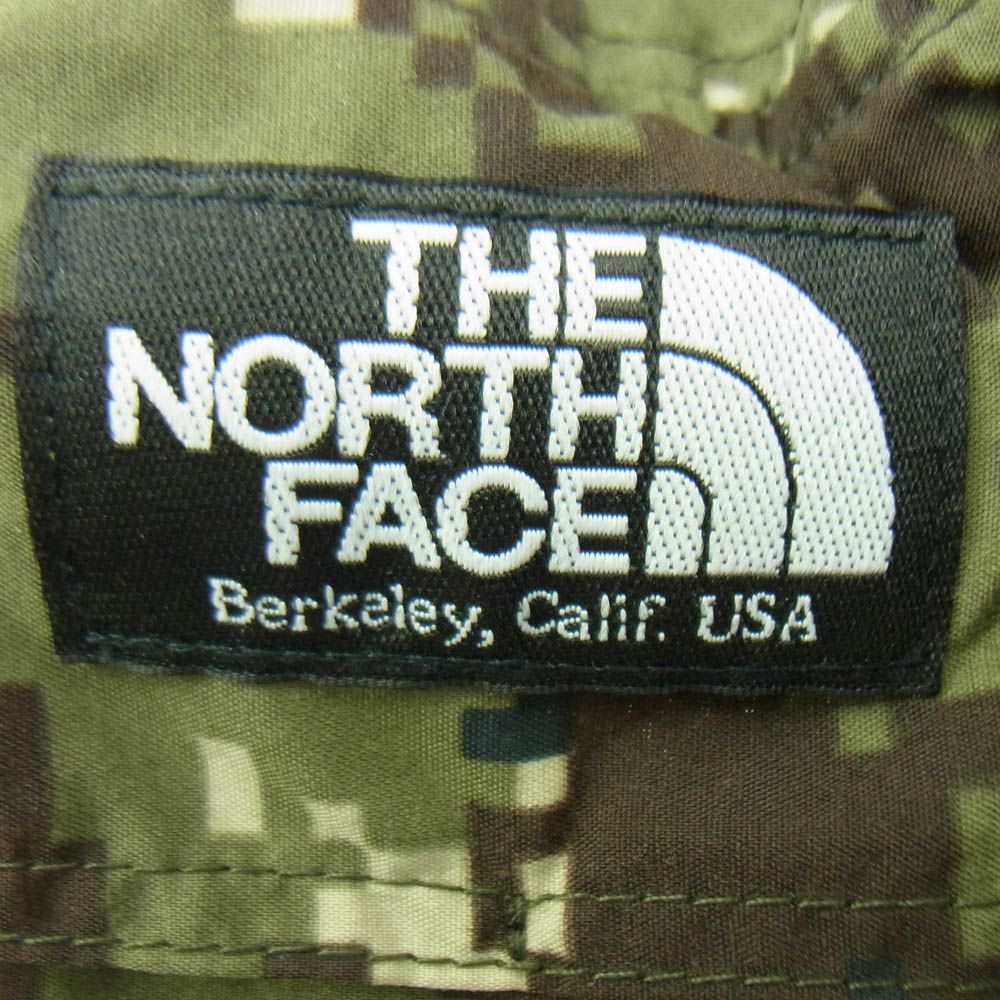 THE
NORTH
FACE
Berkeley, Calif. USA